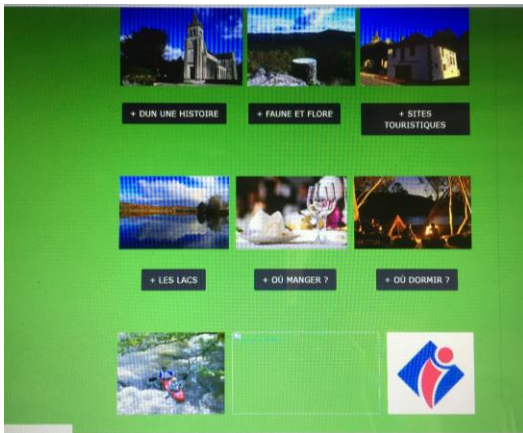 + DUN UNE HISTOIRE
+ FAUNE ET FLORE
+ SITES
TOURISTIQUES
+ LES LACS
+ OÙ MANGER ?
+ OÙ DORMIR ?